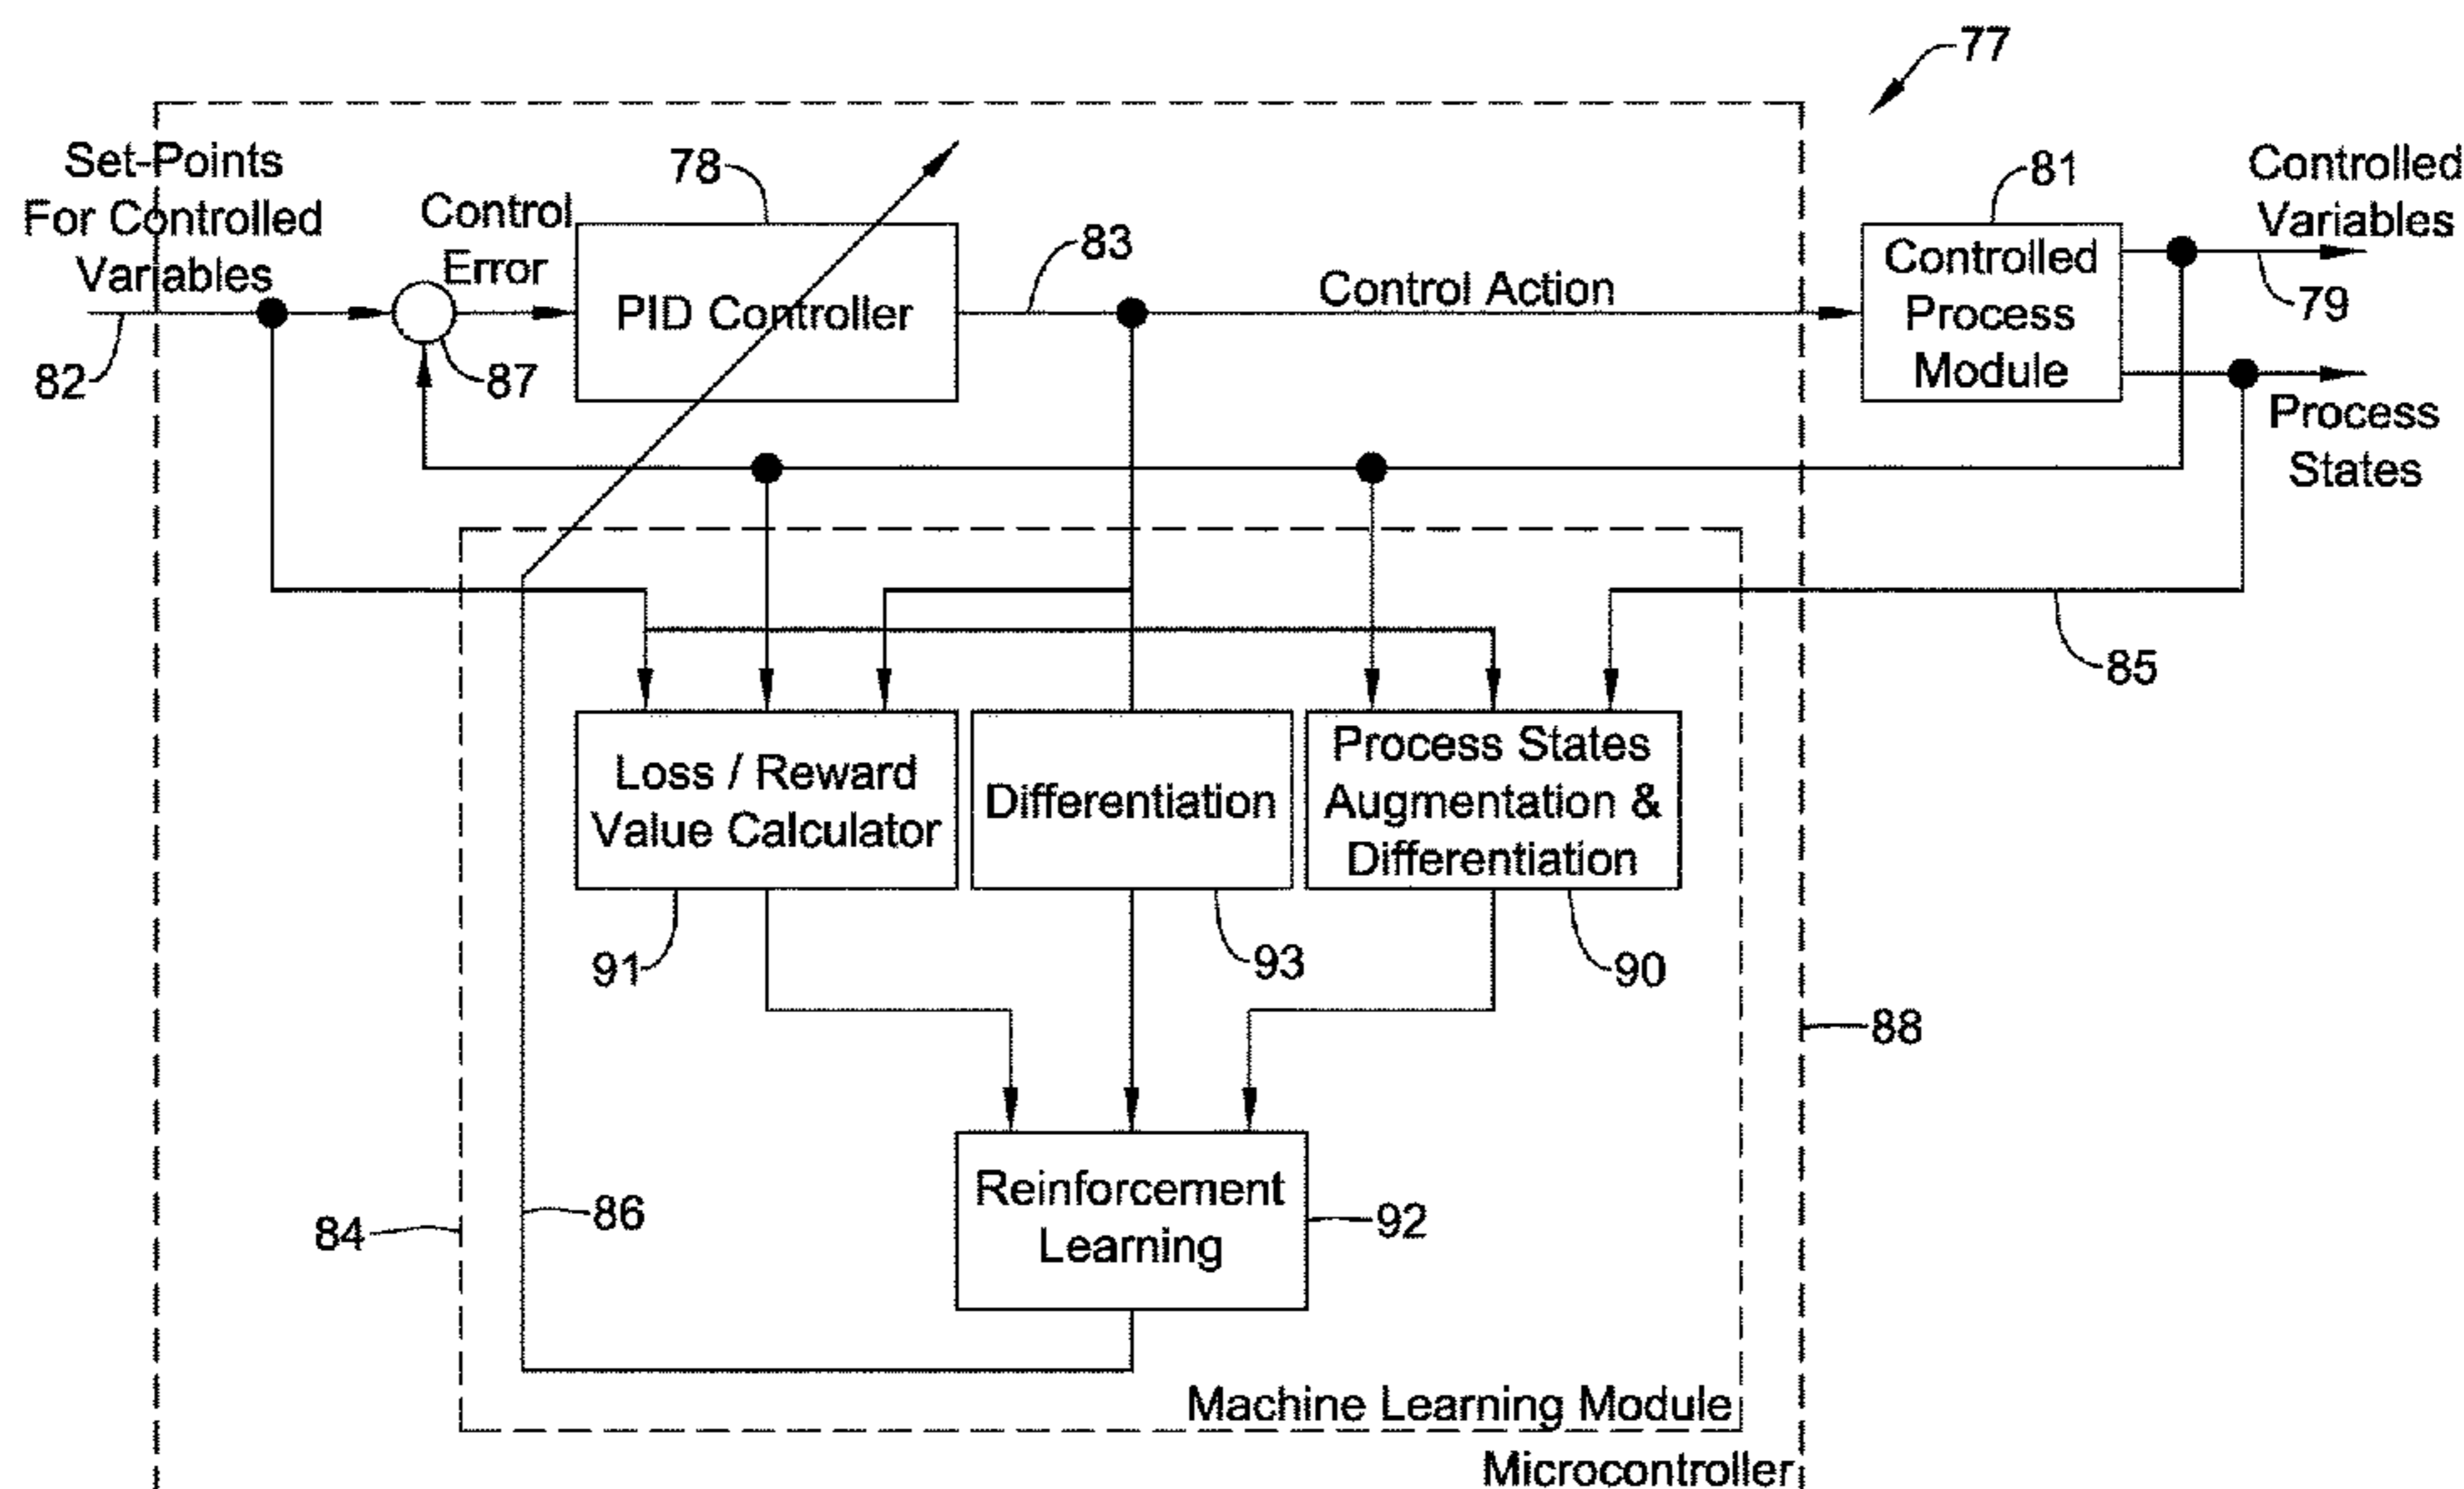 77
Set-Points
For Controlled
Variables
82
Control
Error
87
78
PID Controller
83
Control Action
81
Controlled
Process
Module
Controlled
Variables
79
Process
States
85
Loss / Reward
Value Calculator
91
Differentiation
93
Process States
Augmentation &
Differentiation
90
88
84
86
Reinforcement
Learning
92
Machine Learning Module
Microcontroller